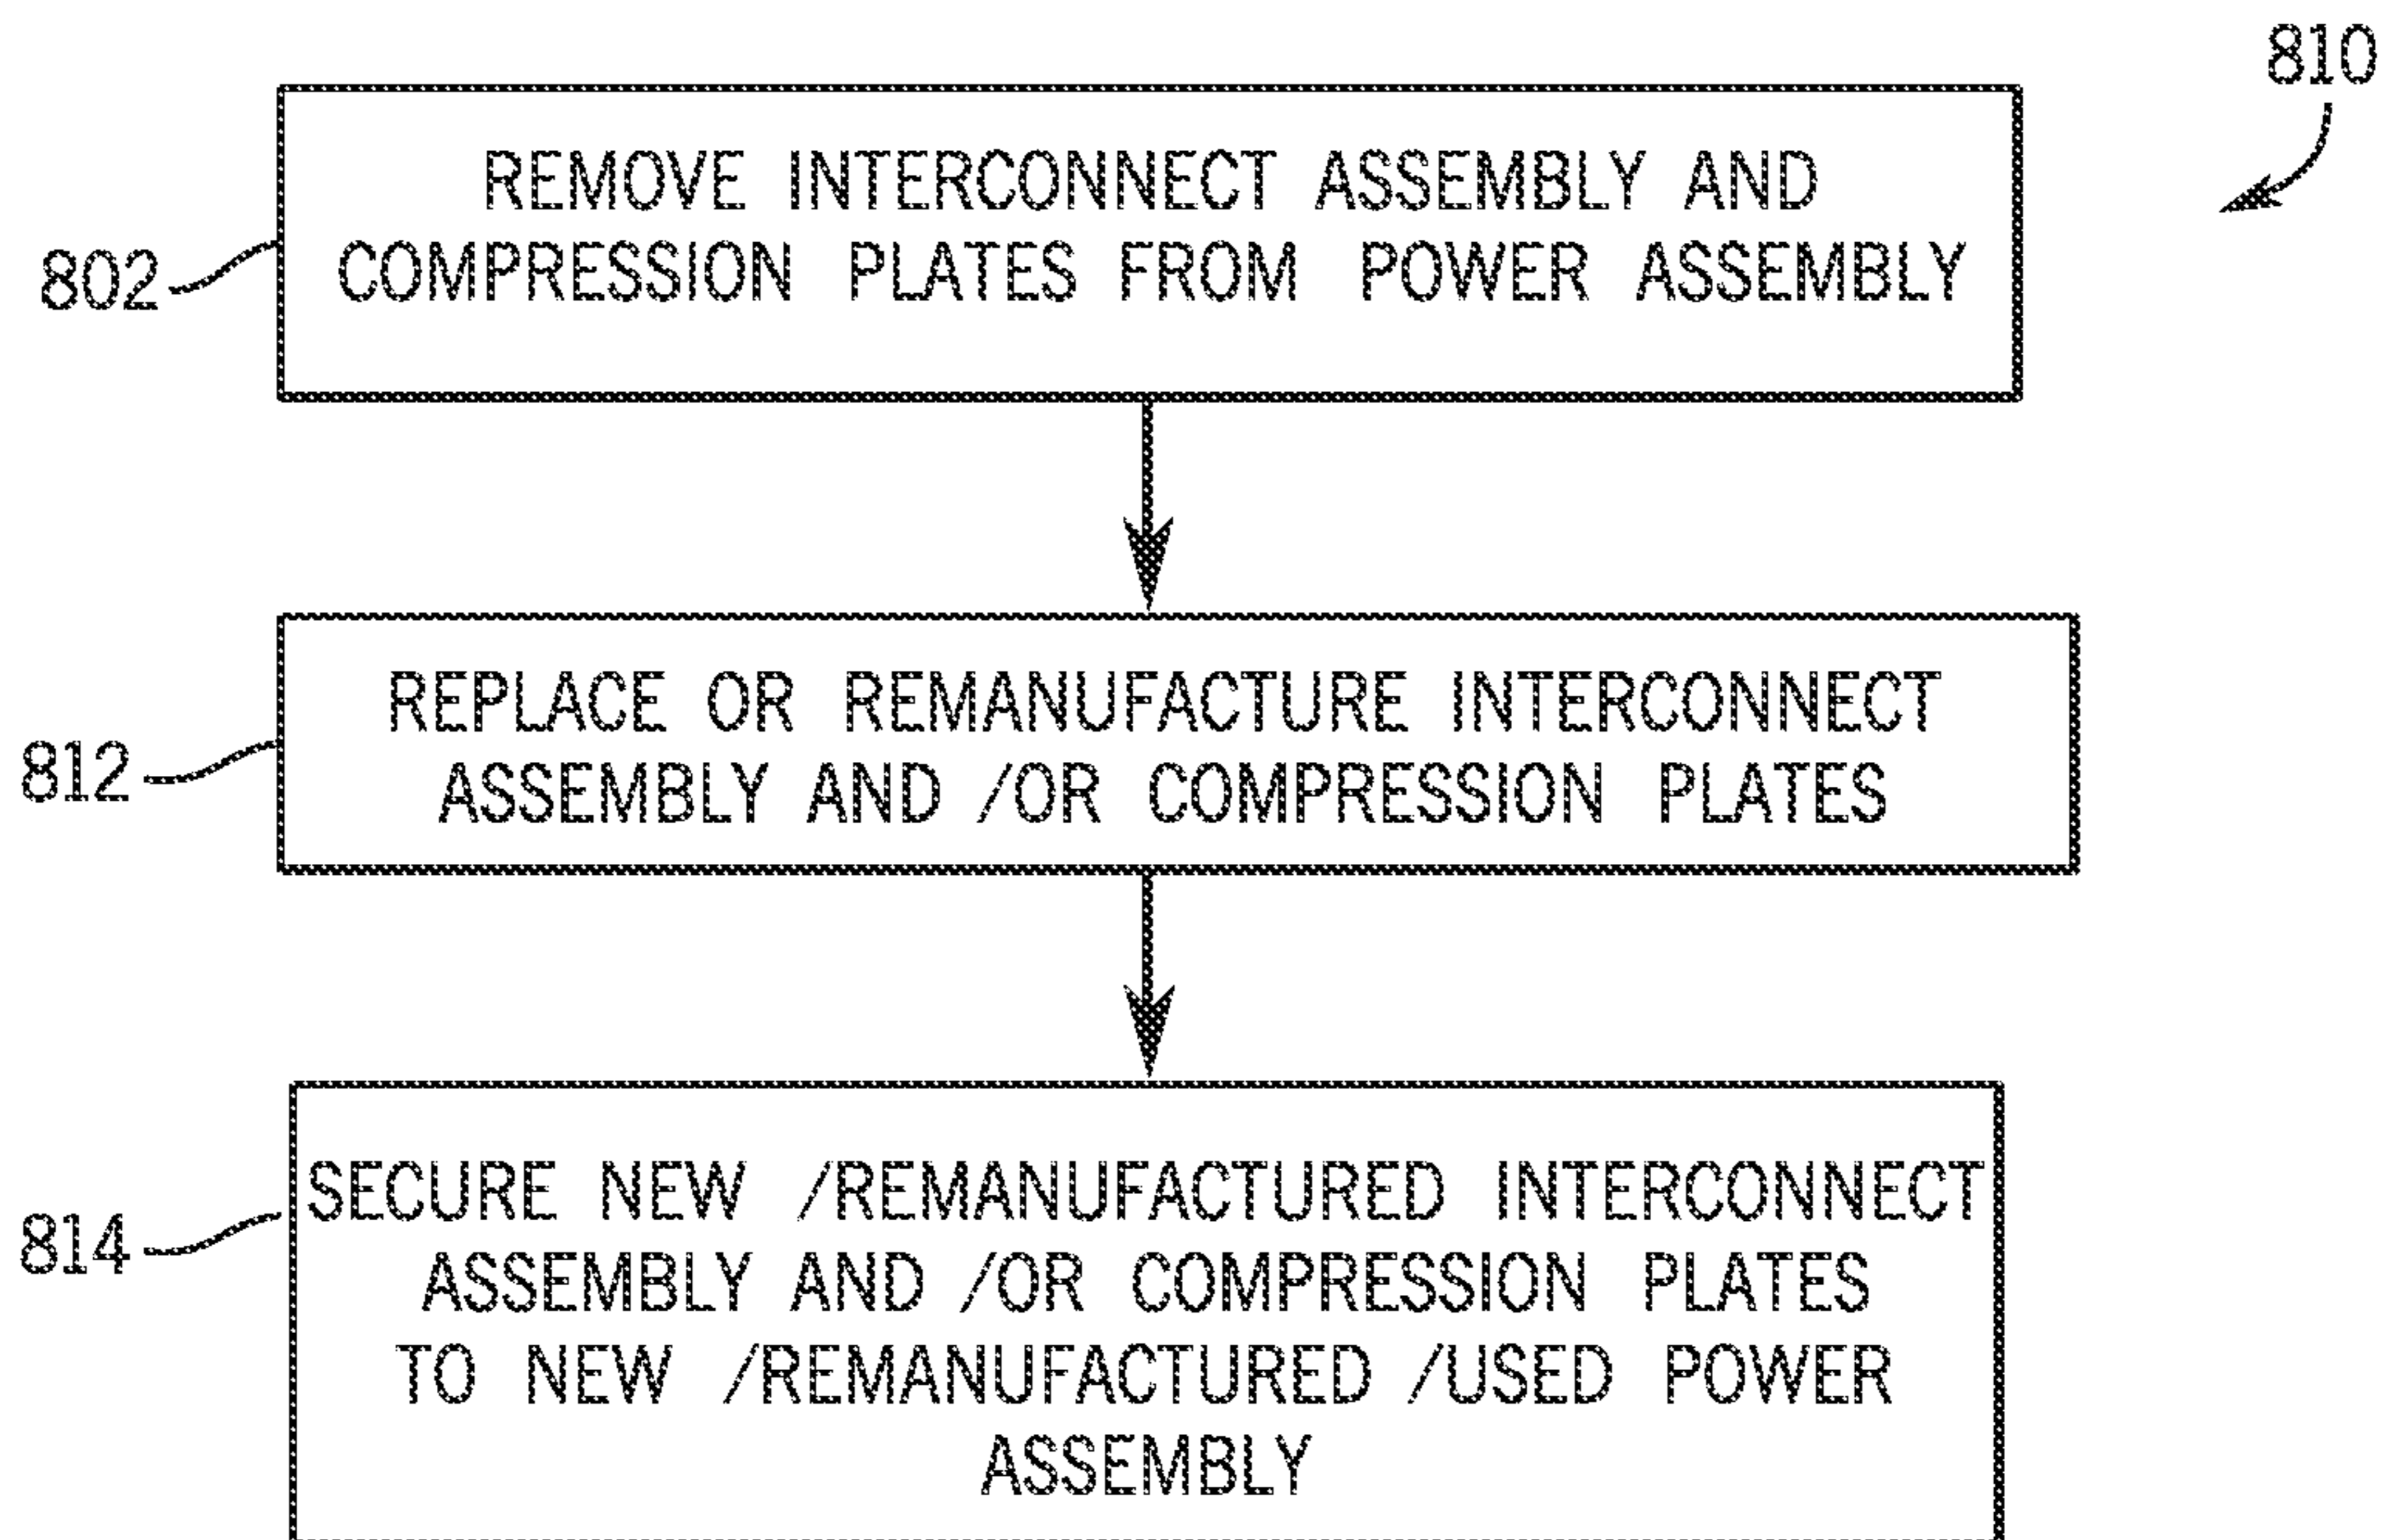 810
REMOVE INTERCONNECT ASSEMBLY AND
802
COMPRESSION PLATES FROM POWER ASSEMBLY
REPLACE OR REMANUFACTURE INTERCONNECT
812
ASSEMBLY AND /OR COMPRESSION PLATES
SECURE NEW /REMANUFACTURED INTERCONNECT
814
ASSEMBLY AND /OR COMPRESSION PLATES
TO NEW /REMANUFACTURED /USED POWER
ASSEMBLY